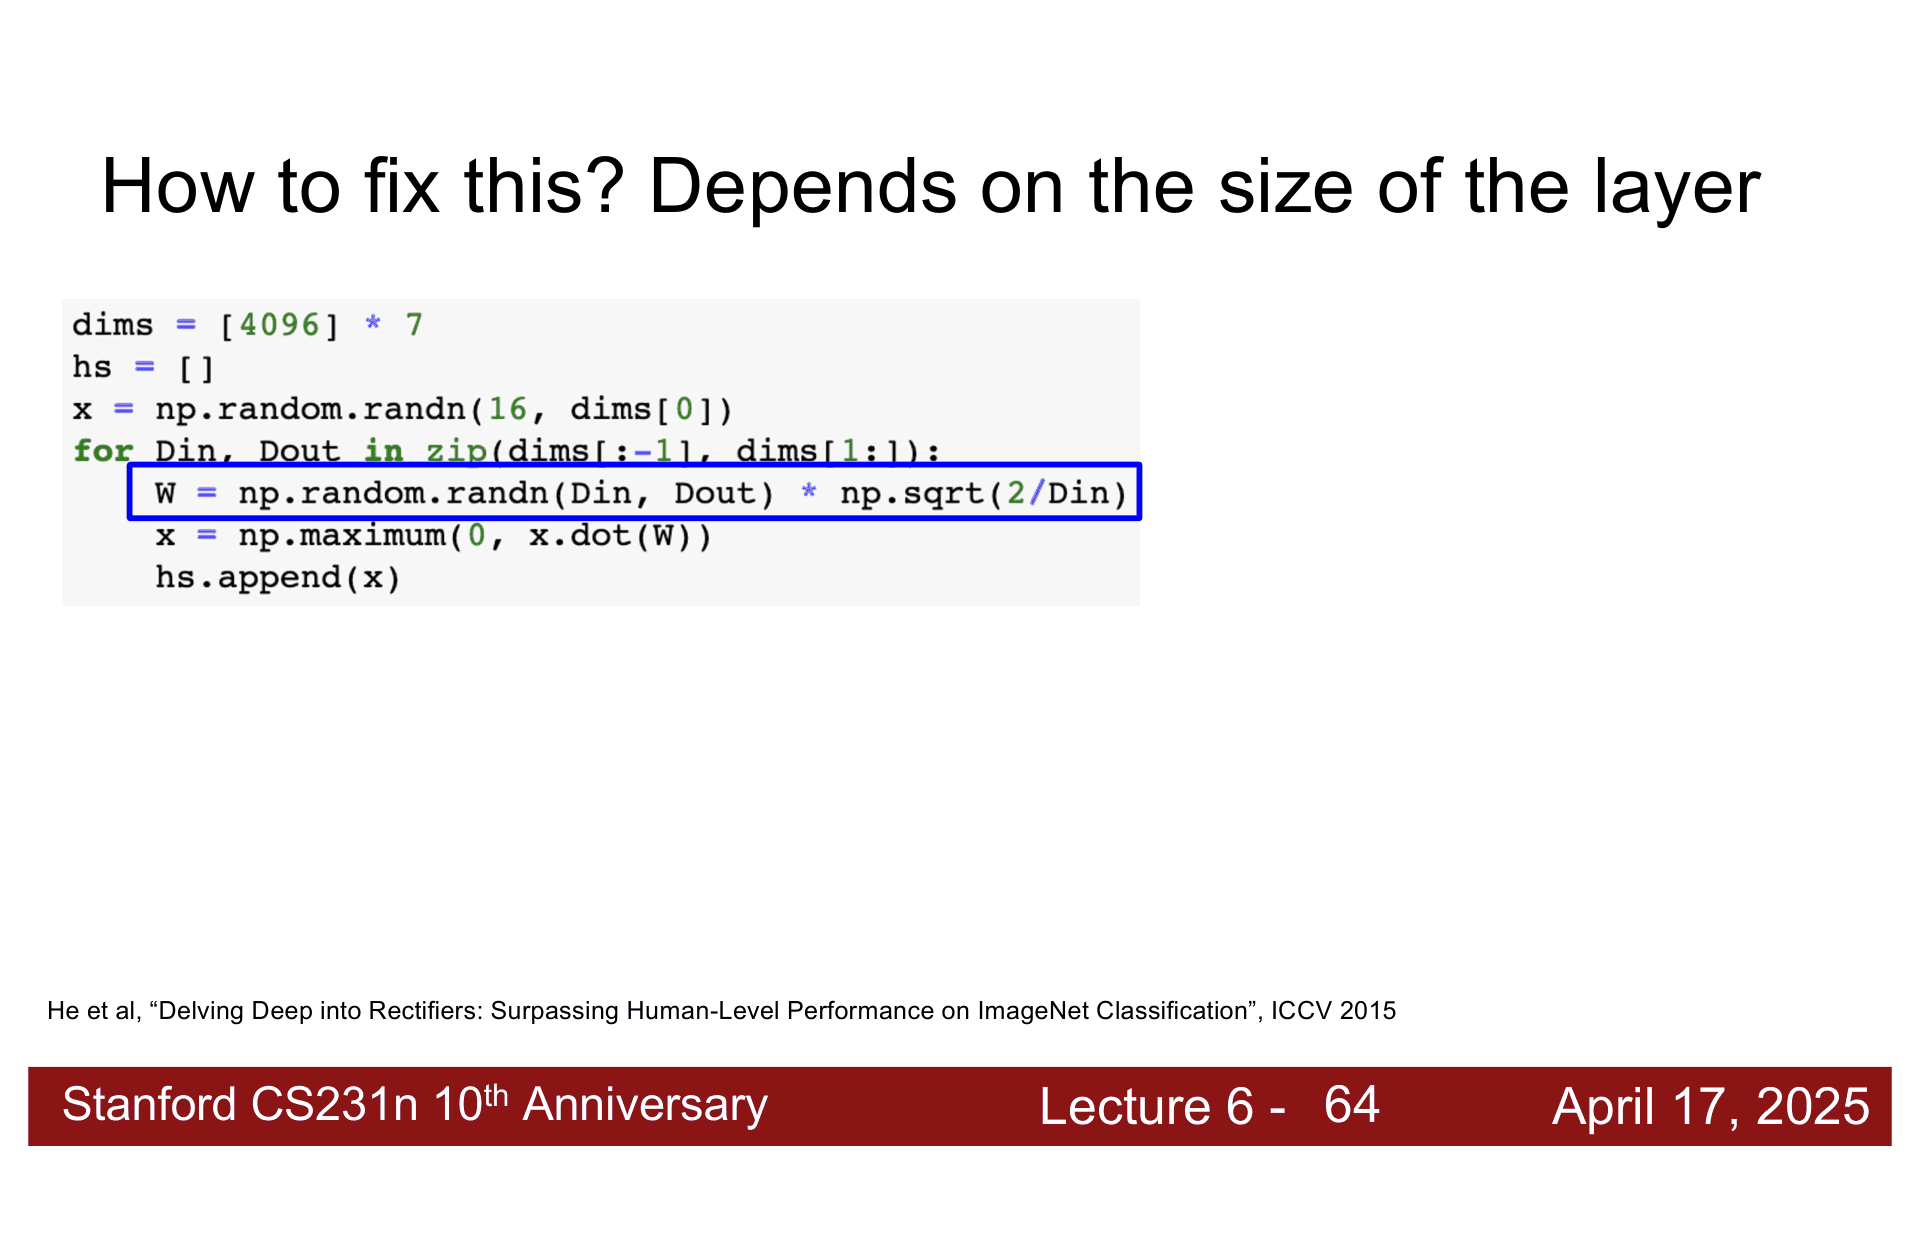 How to fix this? Depends on the size of the layer
dims = [4096] * 7
hs = []
x = np.random.randn(16, dims[0])
for Din, Dout in zip(dims[:-1], dims[1:]):
    W = np.random.randn(Din, Dout) * np.sqrt(2/Din)
    x = np.maximum(0, x.dot(W))
    hs.append(x)
He et al, “Delving Deep into Rectifiers: Surpassing Human-Level Performance on ImageNet Classification”, ICCV 2015
Stanford CS231n 10th Anniversary Lecture 6 - 64 April 17, 2025